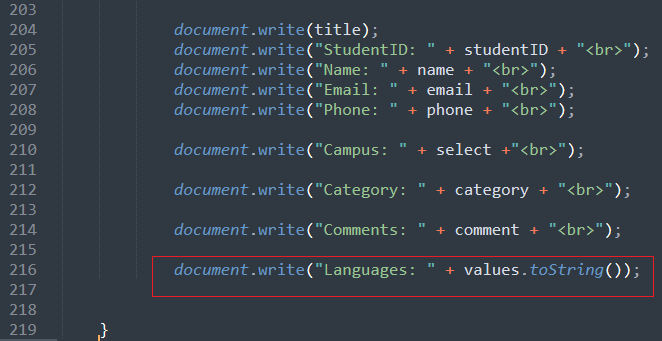 203
204 document.write(title);
205 document.write("StudentID: " + studentID + "<br>");
206 document.write("Name: " + name + "<br>");
207 document.write("Email: " + email + "<br>");
208 document.write("Phone: " + phone + "<br>");
209
210 document.write("Campus: " + select +"<br>");
211
212 document.write("Category: " + category + "<br>");
213
214 document.write("Comments: " + comment + "<br>");
215
216 document.write("Languages: " + values.toString());
217
218
219 }